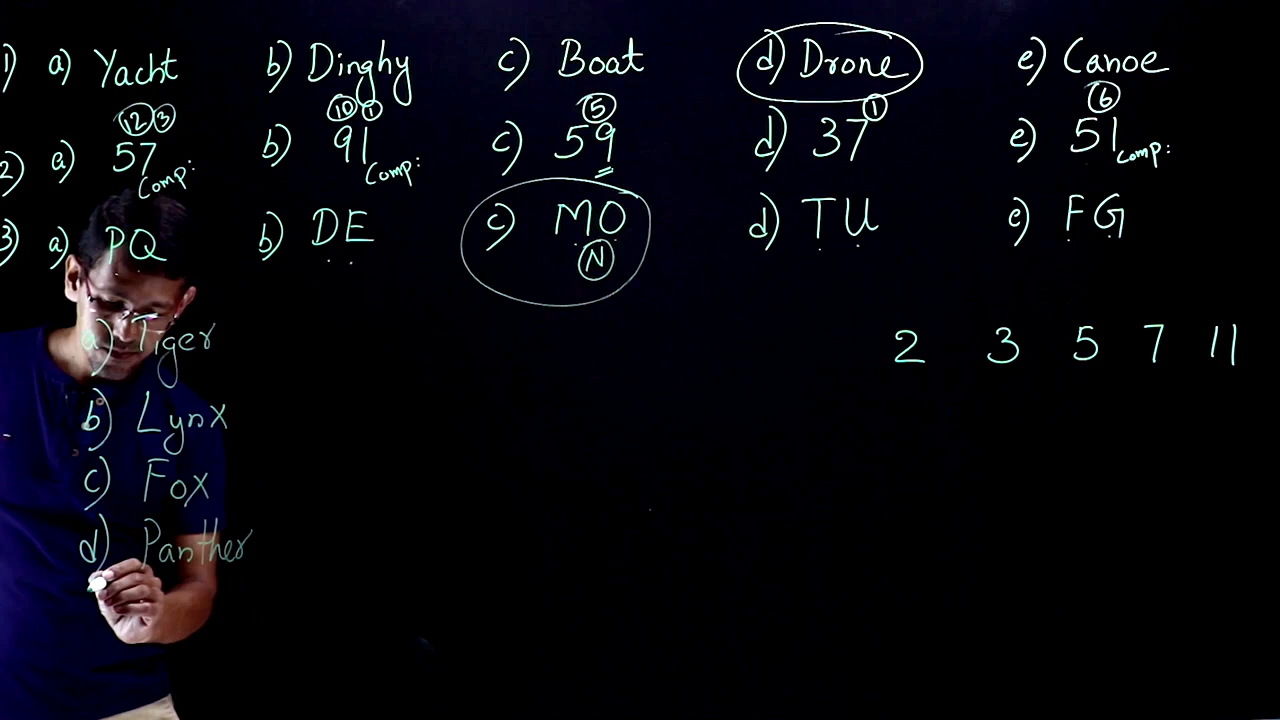 1) a) Yacht b) Dinghy c) Boat d) Drone e) Canoe
12 3 10 1 5 1 6
2) a) 57 Comp: b) 91 Comp: c) 59 d) 37 e) 51 Comp:
3) a) PQ b) DE c) MO d) TU e) FG
N
a) Tiger
2 3 5 7 11
b) Lynx
c) Fox
d) Panther